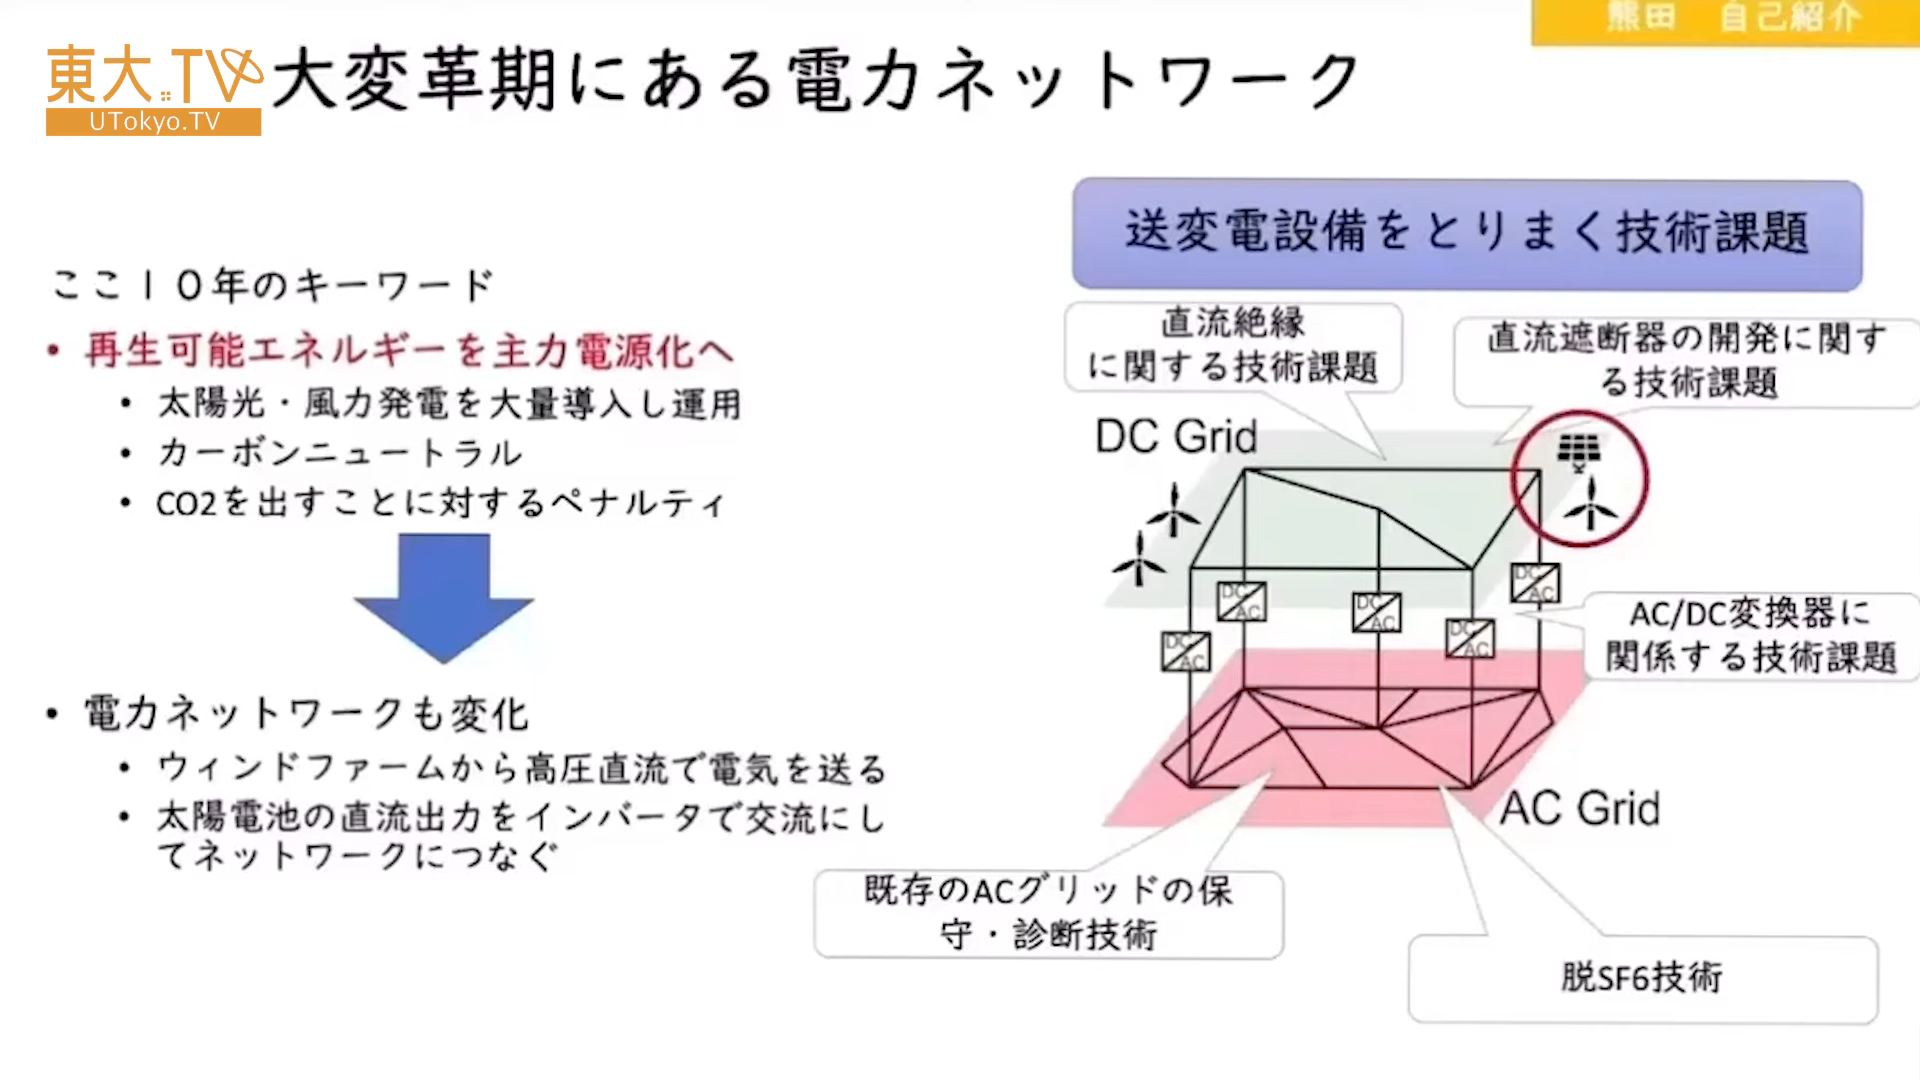 熊田 自己紹介
東大.TV
UTokyo.TV
大変革期にある電力ネットワーク
ここ10年のキーワード
• 再生可能エネルギーを主力電源化へ
• 太陽光・風力発電を大量導入し運用
• カーボンニュートラル
• CO2を出すことに対するペナルティ
• 電力ネットワークも変化
• ウィンドファームから高圧直流で電気を送る
• 太陽電池の直流出力をインバータで交流にし
てネットワークにつなぐ
送変電設備をとりまく技術課題
直流絶縁
に関する技術課題
直流遮断器の開発に関す
る技術課題
DC Grid
DC
AC
DC
AC
DC
AC
DC
AC
DC
AC
AC/DC変換器に
関係する技術課題
AC Grid
既存のACグリッドの保
守・診断技術
脱SF6技術